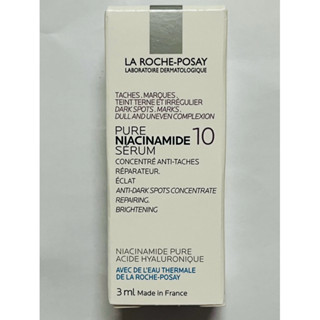 LA ROCHE-POSAY
LABORATOIRE DERMATOLOGIQUE
TACHES. MARQUES.
TEINT TERNE ET IRRÉGULIER
DARK SPOTS. MARKS.
DULL AND UNEVEN COMPLEXION
PURE
NIACINAMIDE 10
SÉRUM
CONCENTRÉ ANTI-TACHES
RÉPARATEUR.
ÉCLAT
ANTI-DARK SPOTS CONCENTRATE
REPAIRING.
BRIGHTENING
NIACINAMIDE PURE
ACIDE HYALURONIQUE
AVEC DE L'EAU THERMALE
DE LA ROCHE-POSAY
3 ml Made In France